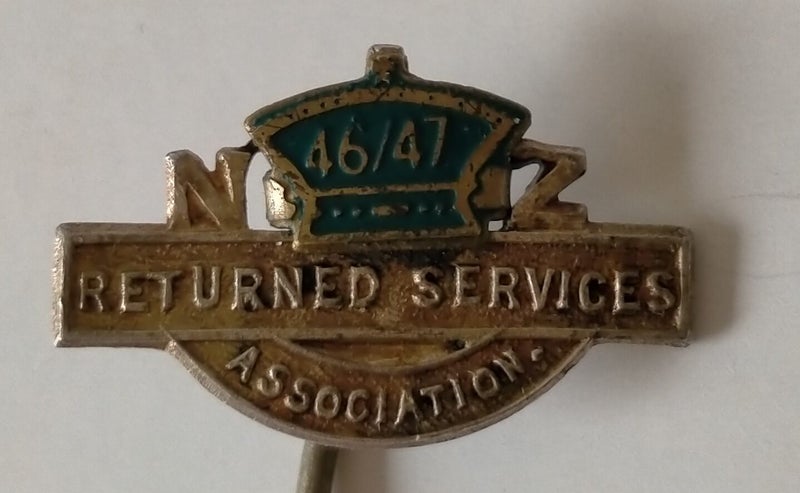 46/47
N Z
RETURNED SERVICES
ASSOCIATION-